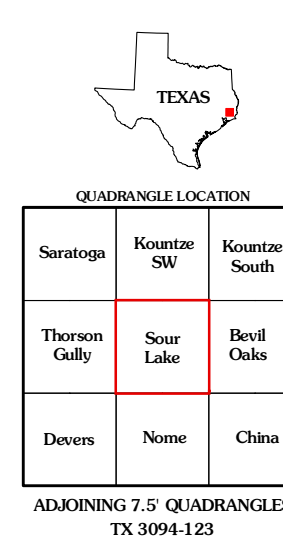 TEXAS
QUADRANGLE LOCATION
Saratoga
Kountze
SW
Kountze
South
Thorson
Gully
Sour
Lake
Bevil
Oaks
Devers
Nome
China
ADJOINING 7.5' QUADRANGLES
TX 3094-123